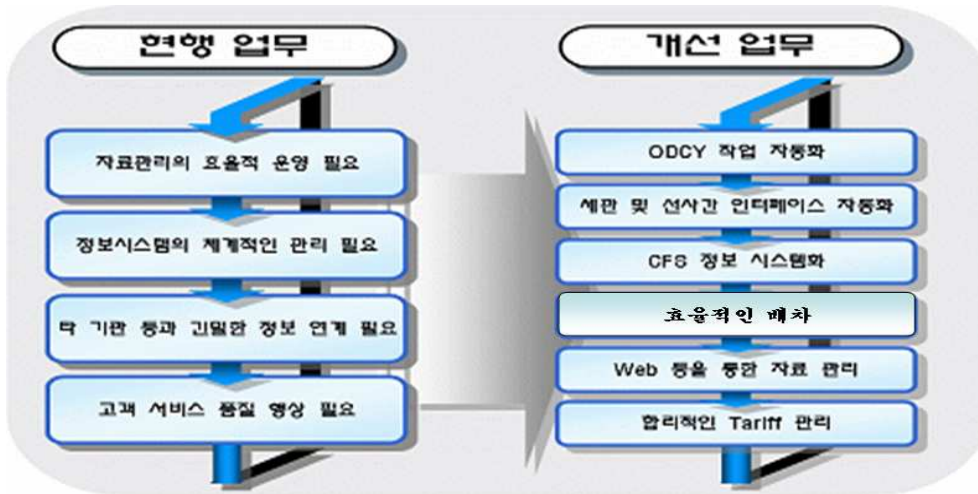 현행 업무
자료관리의 효율적 운영 필요
정보시스템의 체계적인 관리 필요
타 기관 등과 긴밀한 정보 연계 필요
고객 서비스 품질 행상 필요
개선 업무
ODCY 작업 자동화
세관 및 선사간 인터페이스 자동화
CFS 정보 시스템화
효율적인 배차
Web 등을 통한 자료 관리
합리적인 Tariff 관리